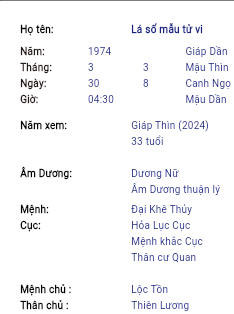 Họ tên: Lá số mẫu tử vi
Năm: 1974 Giáp Dần
Tháng: 3 3 Mậu Thìn
Ngày: 30 8 Canh Ngọ
Giờ: 04:30 Mậu Dần
Năm xem: Giáp Thìn (2024)
33 tuổi
Âm Dương: Dương Nữ
Âm Dương thuận lý
Mệnh: Đại Khê Thủy
Cục: Hỏa Lục Cục
Mệnh khắc Cục
Thân cư Quan
Mệnh chủ : Lộc Tồn
Thân chủ : Thiên Lương